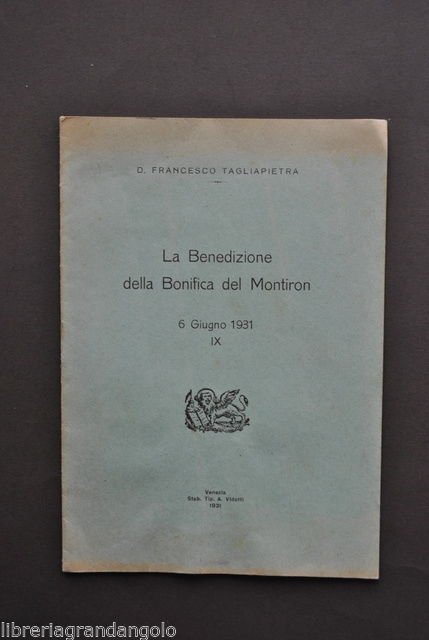 D. FRANCESCO TAGLIAPIETRA
La Benedizione
della Bonifica del Montiron
6 Giugno 1931
IX
Venezia
Stab. Tip. A. Vidotti
1931
libreriagrandangolo